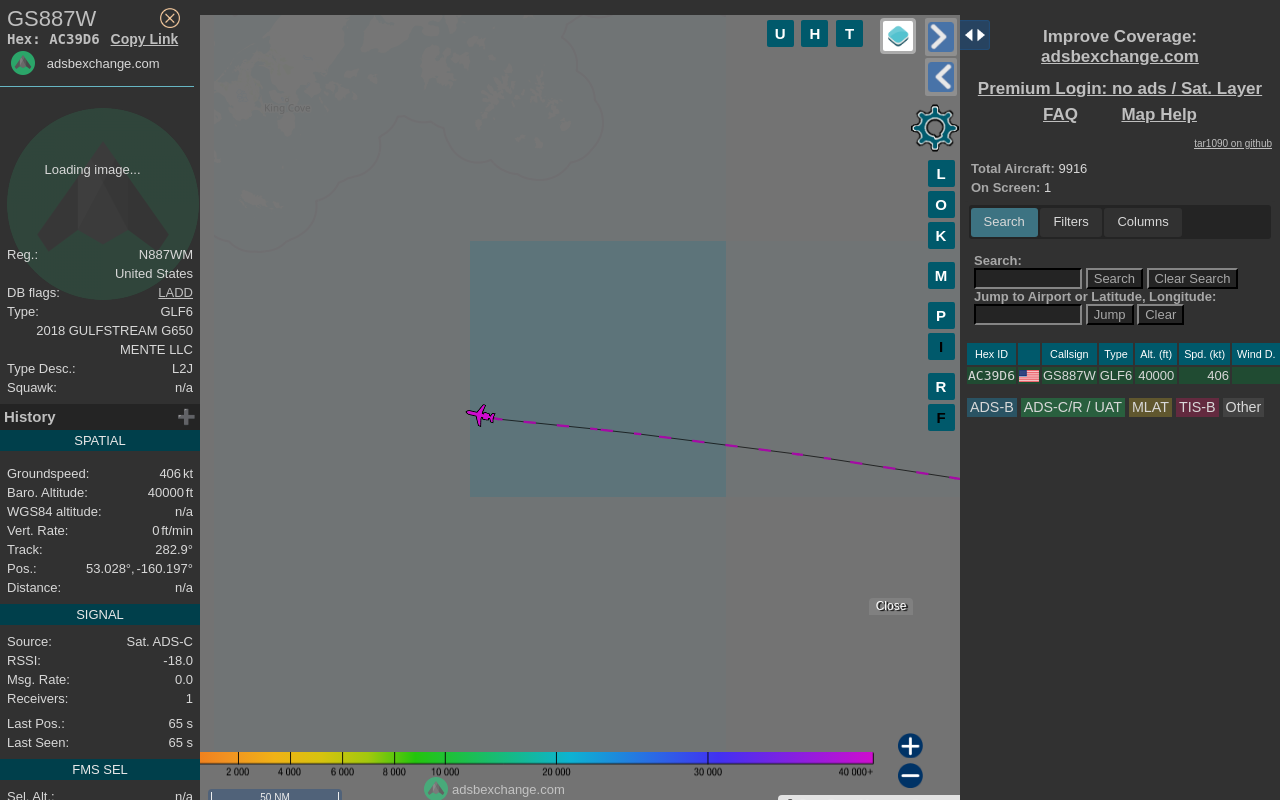 GS887W
Hex: AC39D6 Copy Link
adsbexchange.com
Loading image...
Reg.: N887WM
United States
DB flags: LADD
Type: GLF6
2018 GULFSTREAM G650
MENTE LLC
Type Desc.: L2J
Squawk: n/a
History
SPATIAL
Groundspeed: 406 kt
Baro. Altitude: 40000 ft
WGS84 altitude: n/a
Vert. Rate: 0 ft/min
Track: 282.9°
Pos.: 53.028°, -160.197°
Distance: n/a
SIGNAL
Source: Sat. ADS-C
RSSI: -18.0
Msg. Rate: 0.0
Receivers: 1
Last Pos.: 65 s
Last Seen: 65 s
FMS SEL
Sel. Alt.: n/a
U H T
King Cove
L
O
K
M
P
I
R
F
Close
2 000 4 000 6 000 8 000 10 000 20 000 30 000 40 000+
adsbexchange.com
50 NM
Improve Coverage:
adsbexchange.com
Premium Login: no ads / Sat. Layer
FAQ Map Help
tar1090 on github
Total Aircraft: 9916
On Screen: 1
Search Filters Columns
Search:
Search Clear Search
Jump to Airport or Latitude, Longitude:
Jump Clear
Hex ID Callsign Type Alt. (ft) Spd. (kt) Wind D.
AC39D6 GS887W GLF6 40000 406
ADS-B ADS-C/R / UAT MLAT TIS-B Other